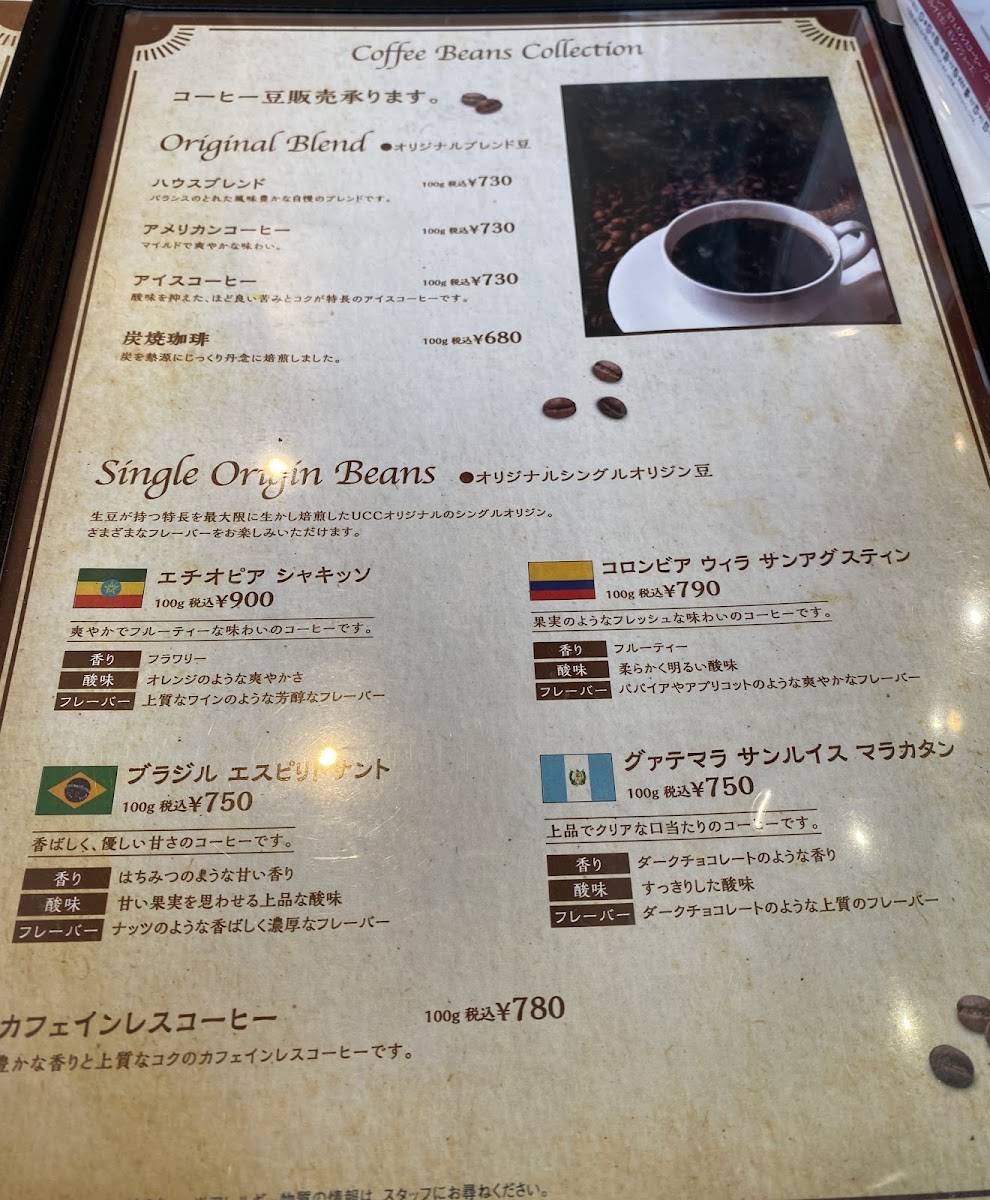 Coffee Beans Collection
コーヒー豆販売承ります。
Original Blend ●オリジナルブレンド豆
ハウスブレンド 100g 税込¥730
バランスのとれた風味豊かな自慢のブレンドです。
アメリカンコーヒー 100g 税込¥730
マイルドで爽やかな味わい。
アイスコーヒー 100g 税込¥730
酸味を抑えた、ほど良い苦みとコクが特長のアイスコーヒーです。
炭焼珈琲 100g 税込¥680
炭を熱源にじっくり丹念に焙煎しました。
Single Origin Beans ●オリジナルシングルオリジン豆
生豆が持つ特長を最大限に生かし焙煎したUCCオリジナルのシングルオリジン。
さまざまなフレーバーをお楽しみいただけます。
エチオピア シャキッソ
100g 税込¥900
爽やかでフルーティーな味わいのコーヒーです。
香り フラワリー
酸味 オレンジのような爽やかさ
フレーバー 上質なワインのような芳醇なフレーバー
コロンビア ウィラ サンアグスティン
100g 税込¥790
果実のようなフレッシュな味わいのコーヒーです。
香り フルーティー
酸味 柔らかく明るい酸味
フレーバー パパイアやアプリコットのような爽やかなフレーバー
ブラジル エスピリトサント
100g 税込¥750
香ばしく、優しい甘さのコーヒーです。
香り はちみつのような甘い香り
酸味 甘い果実を思わせる上品な酸味
フレーバー ナッツのような香ばしく濃厚なフレーバー
グァテマラ サンルイス マラカタン
100g 税込¥750
上品でクリアな口当たりのコーヒーです。
香り ダークチョコレートのような香り
酸味 すっきりした酸味
フレーバー ダークチョコレートのような上質のフレーバー
カフェインレスコーヒー 100g 税込¥780
豊かな香りと上質なコクのカフェインレスコーヒーです。
アレルギー物質の情報は、スタッフにお尋ねください。